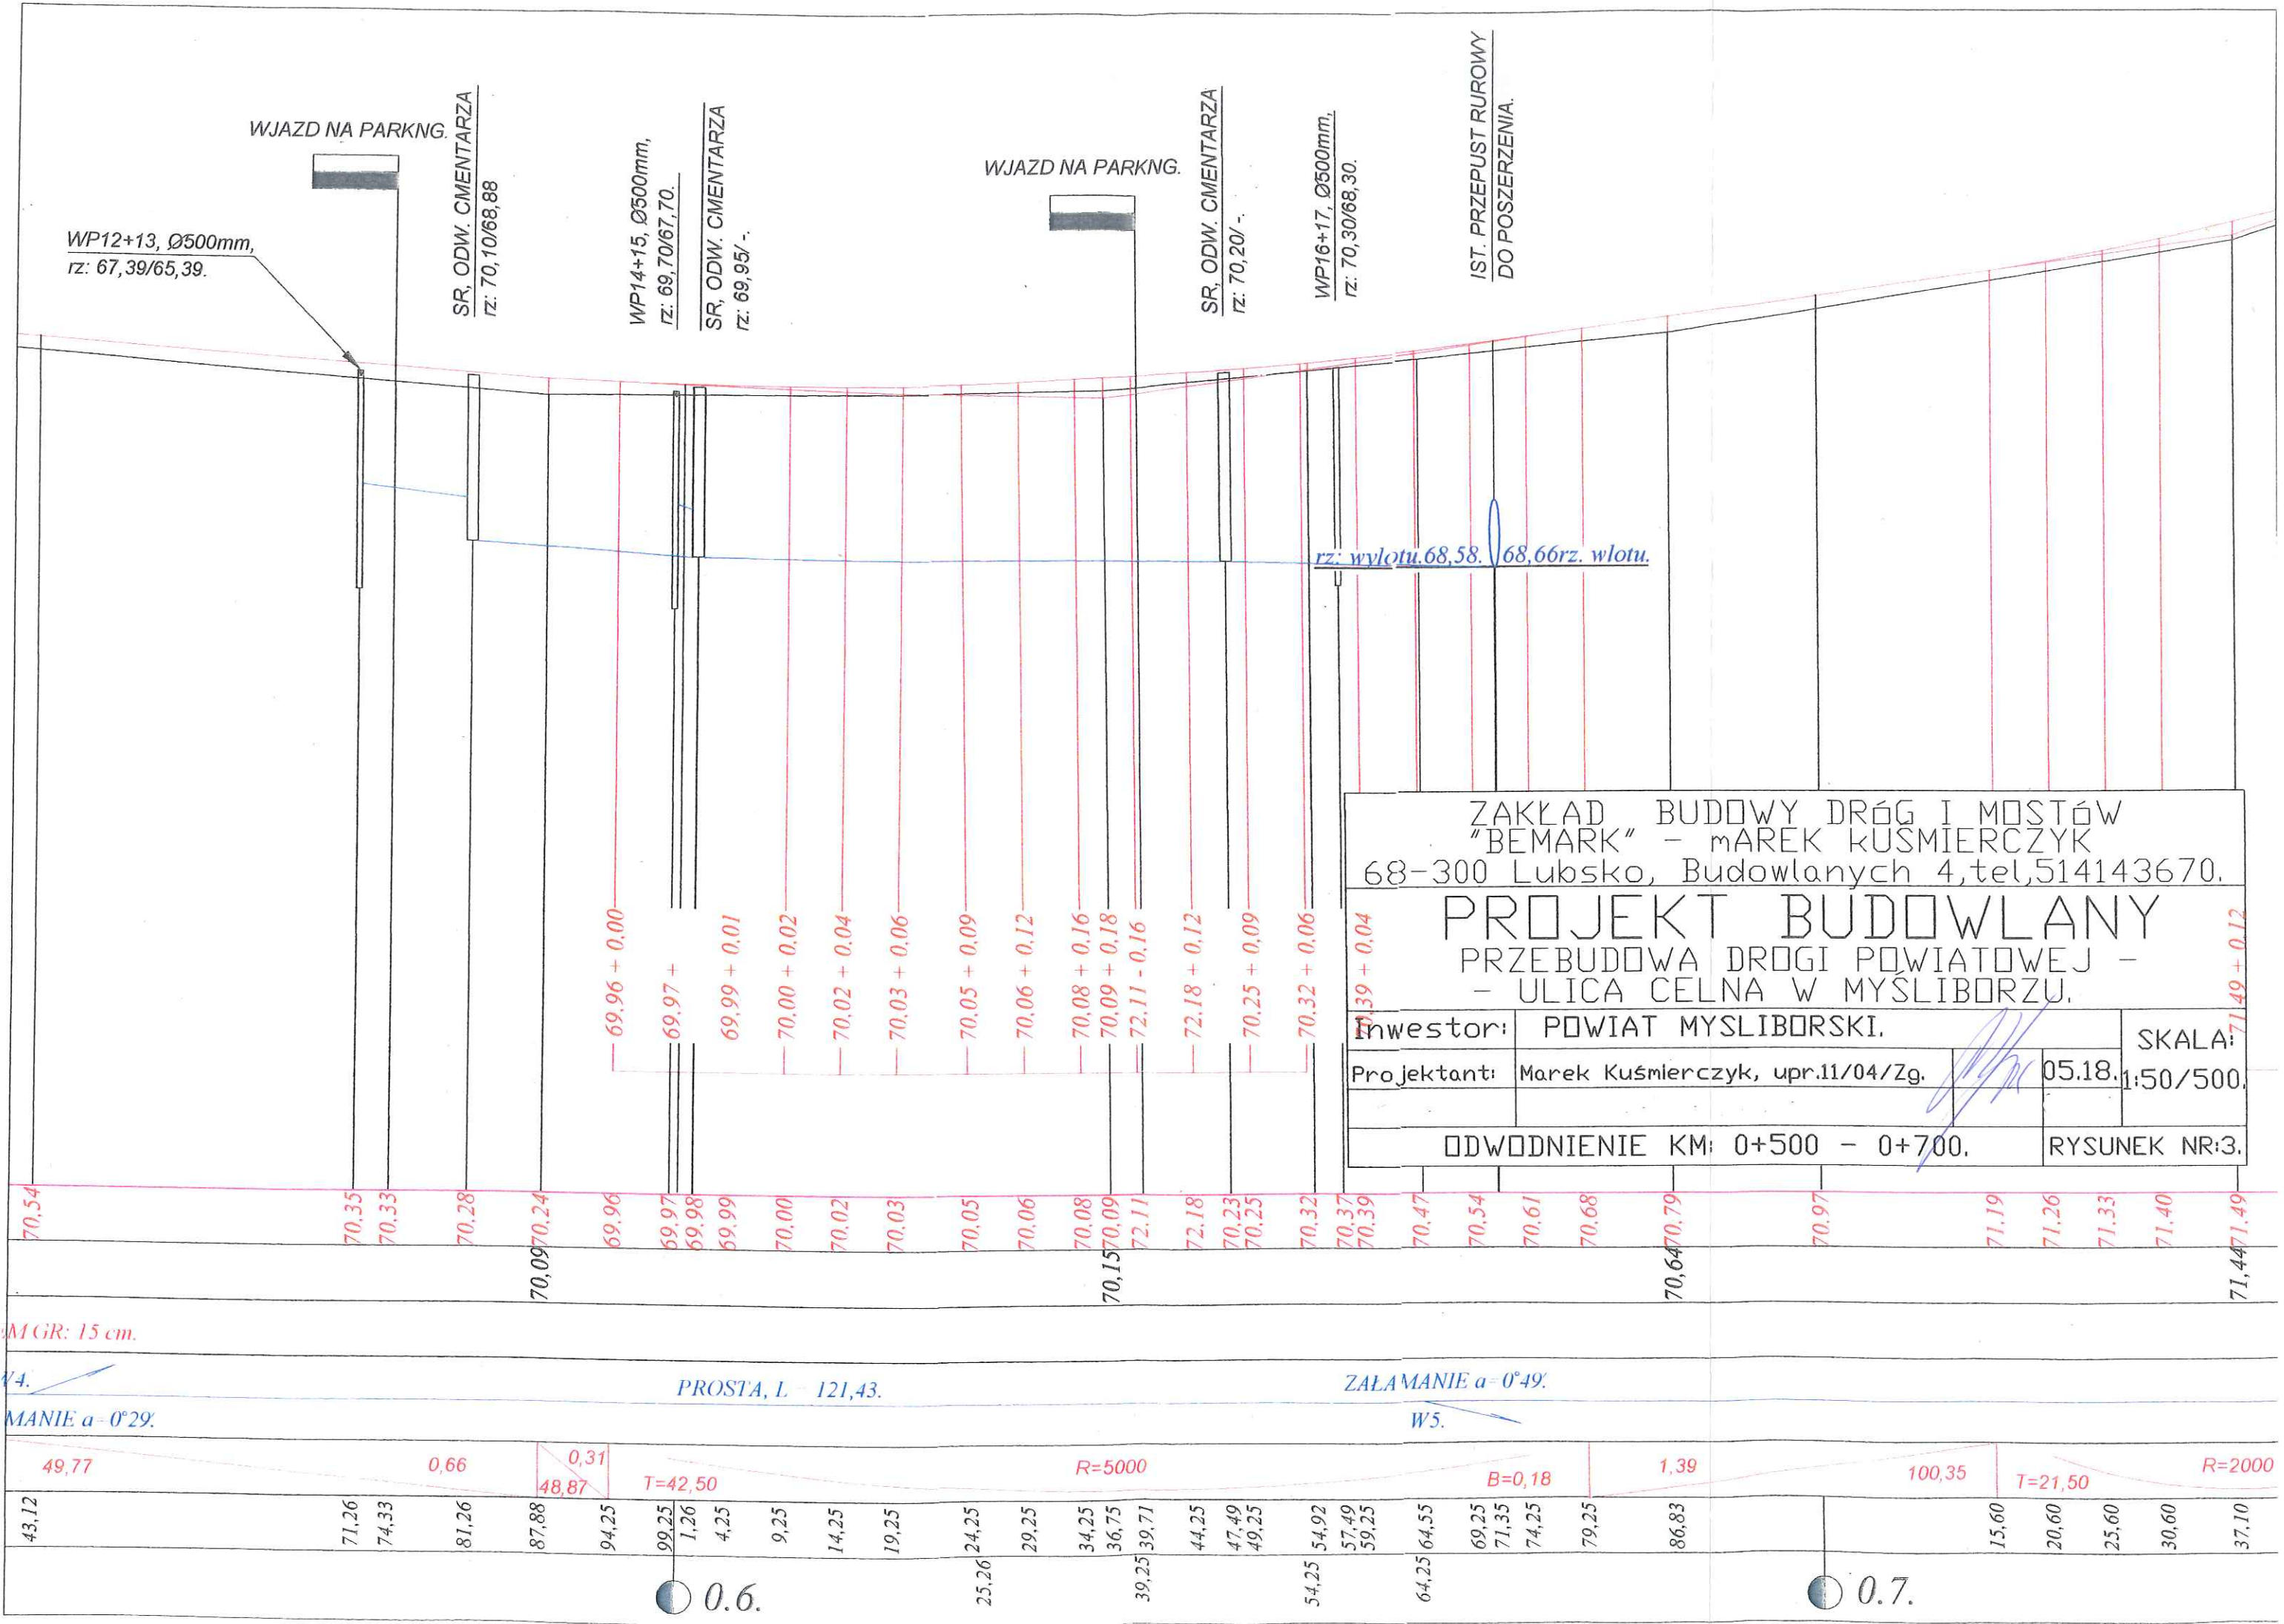 WJAZD NA PARKNG.
WP12+13, Ø500mm,
rz: 67,39/65,39.
SR, ODW. CMENTARZA
rz: 70,10/68,88
WP14+15, Ø500mm,
rz: 69,70/67,70.
SR, ODW. CMENTARZA
rz: 69,95/ -.
WJAZD NA PARKNG.
SR, ODW. CMENTARZA
rz: 70,20/ -.
WP16+17, Ø500mm,
rz: 70,30/68,30.
IST. PRZEPUST RUROWY
DO POSZERZENIA.
rz: wylotu.68,58. 68,66rz. wlotu.
69.96 + 0,00
69.97 +
69,99 + 0,01
70,00 + 0,02
70,02 + 0,04
70,03 + 0,06
70,05 + 0,09
70,06 + 0,12
70,08 + 0,16
70,09 + 0,18
72.11 - 0,16
72.18 + 0,12
70.25 + 0,09
70.32 + 0,06
70,39 + 0,04
71,49 + 0,12
ZAKŁAD BUDOWY DRóG I MOSTóW
"BEMARK" - mAREK kUŚMIERCZYK
68-300 Lubsko, Budowlanych 4,tel,514143670.
PROJEKT BUDOWLANY
PRZEBUDOWA DROGI POWIATOWEJ -
- ULICA CELNA W MYŚLIBORZU.
Inwestor: POWIAT MYSLIBORSKI.
SKALA:
1:50/500.
Projektant: Marek Kuśmierczyk, upr.11/04/Zg. 05.18.
ODWODNIENIE KM: 0+500 - 0+700. RYSUNEK NR:3.
70,54 70.35 70.33 70.28 70.24 69.96 69.97 69.98 69.99 70.00 70.02 70.03 70.05 70.06 70.08 70.09 72.11 72.18 70.23 70.25 70.32 70.37 70.39 70.47 70,54 70.61 70.68 70.79 70.97 71.19 71.26 71.33 71.40 71.49
70,09 70,15 70,64 71,44
M GR: 15 cm.
PROSTA, L 121,43.
ZAŁAMANIE a=0°49'.
MANIE a=0°29'.
W5.
49,77 0,66 0,31 48,87 T=42,50 R=5000 B=0,18 1,39 100,35 T=21,50 R=2000
43,12 71,26 74,33 81,26 87,88 94,25 99,25 1,26 4,25 9,25 14,25 19,25 24,25 29,25 34,25 36,75 39,71 44,25 47,49 49,25 54,92 57,49 59,25 64,55 69,25 71,35 74,25 79,25 86,83 15,60 20,60 25,60 30,60 37,10
25,26 39,25 54,25 64,25
0.6. 0.7.